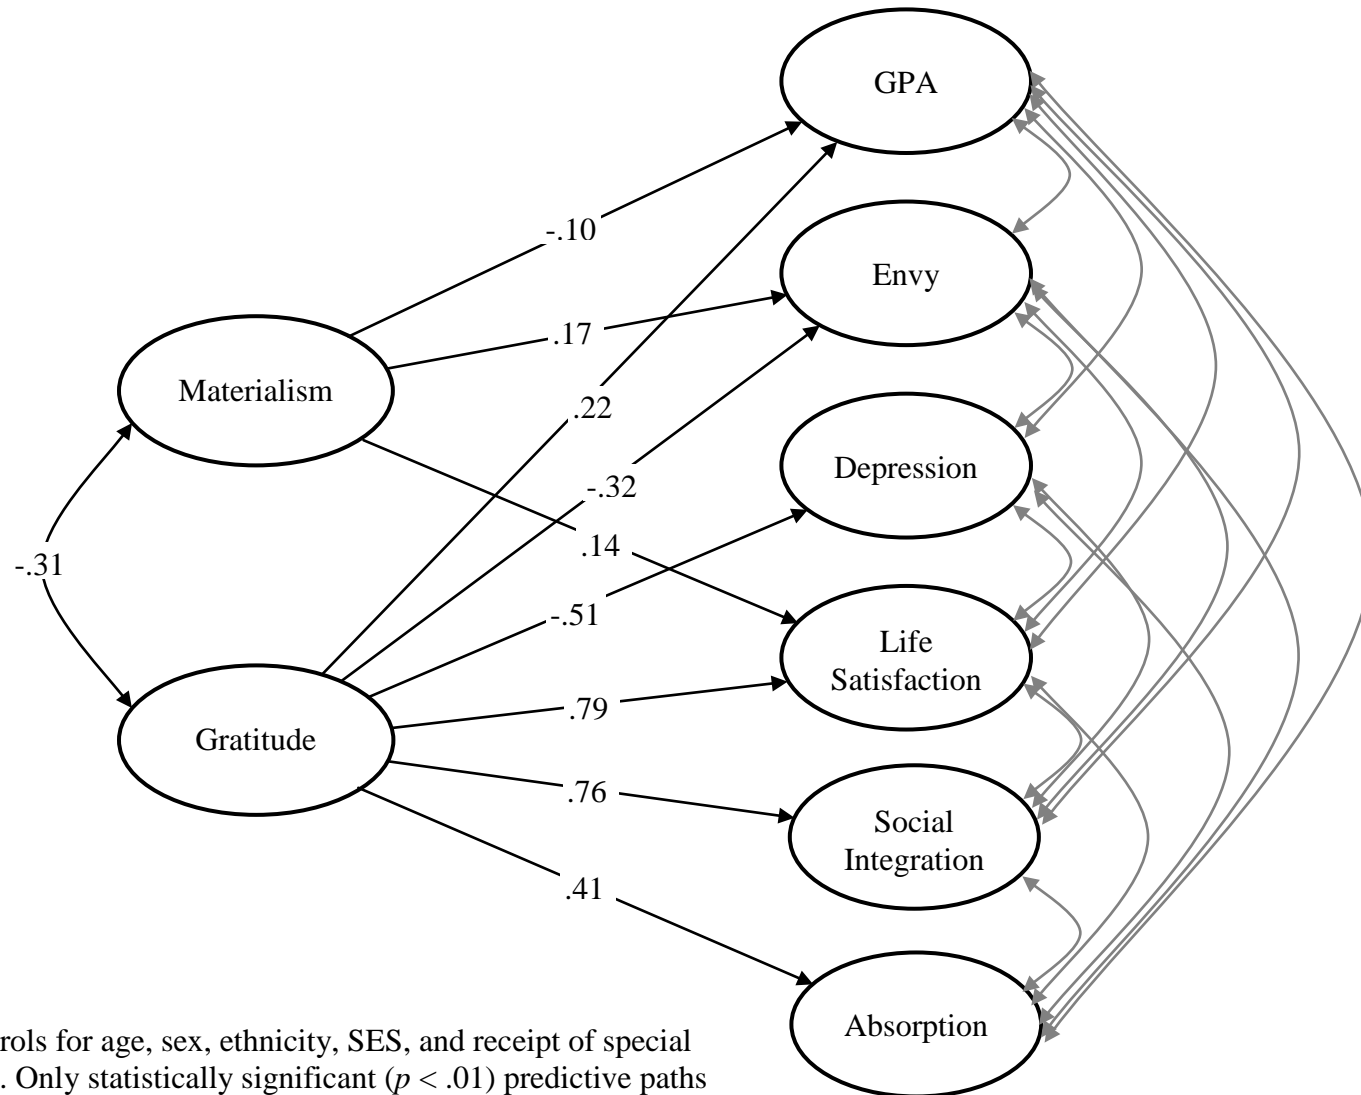 GPA
-.10
Envy
.17
Materialism
.22
Depression
-.32
.14
-.31
-.51
Life
Satisfaction
.79
Gratitude
.76
Social
Integration
.41
Absorption
rols for age, sex, ethnicity, SES, and receipt of special
. Only statistically significant (p < .01) predictive paths